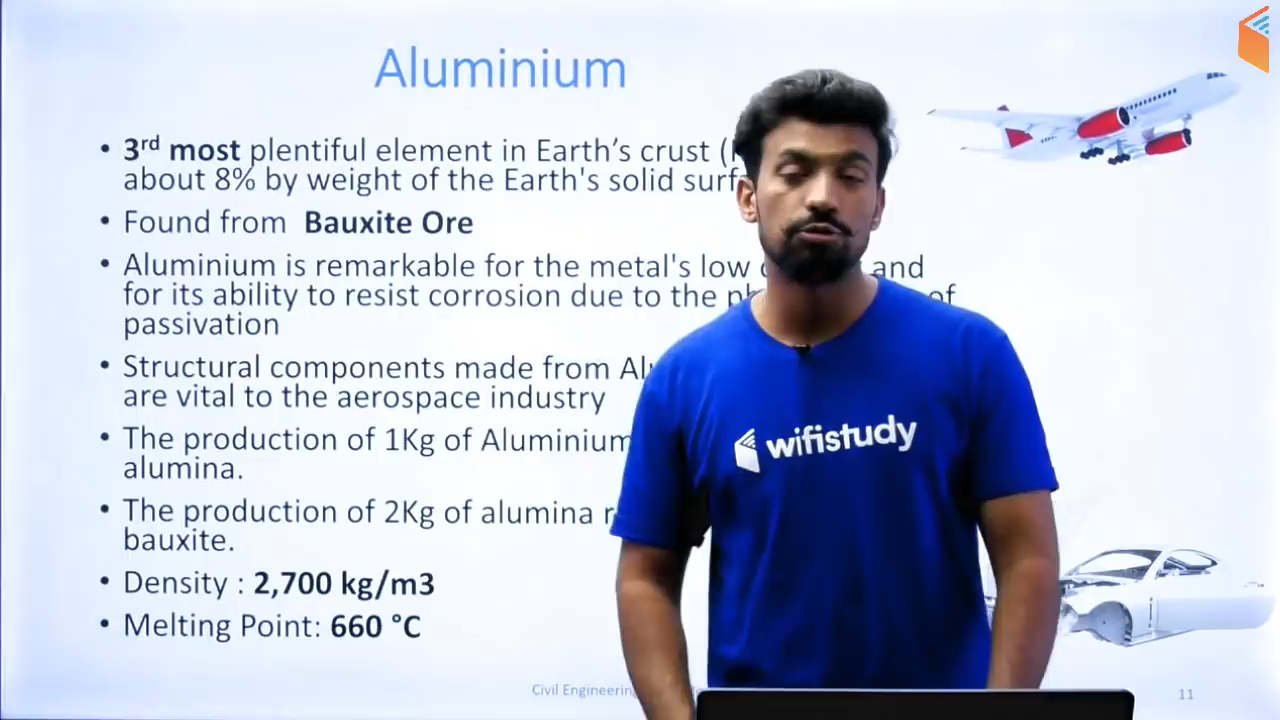 Aluminium
• 3rd most plentiful element in Earth's crust (
about 8% by weight of the Earth's solid
• Found from Bauxite Ore
• Aluminium is remarkable for the metal's low and
for its ability to resist corrosion due to the of
passivation
• Structural components made from
are vital to the aerospace industry
• The production of 1Kg of Aluminium
alumina.
• The production of 2Kg of alumina
bauxite.
• Density : 2,700 kg/m3
• Melting Point: 660 °C
wifistudy
Civil Engineering
11